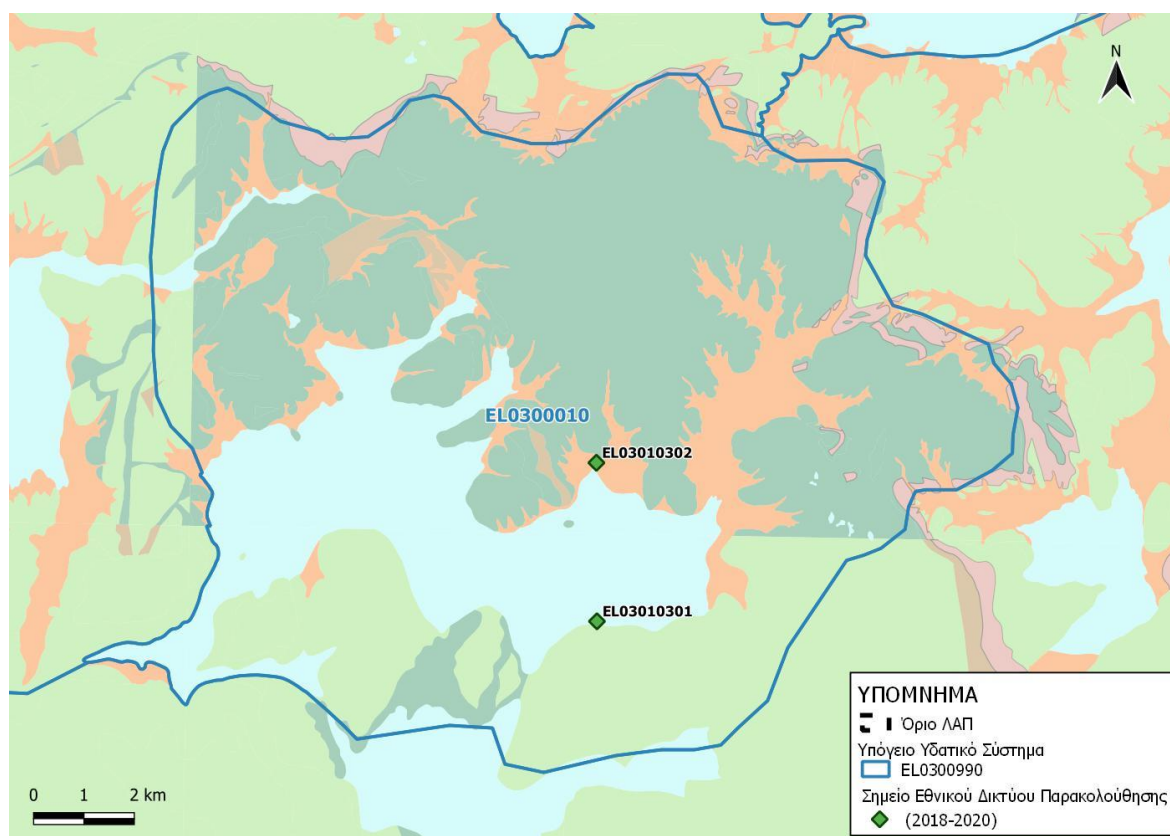 N
EL0300010
EL03010302
EL03010301
ΥΠΟΜΝΗΜΑ
Όριο ΛΑΠ
Υπόγειο Υδατικό Σύστημα
EL0300990
Σημείο Εθνικού Δικτύου Παρακολούθησης
(2018-2020)
0 1 2 km